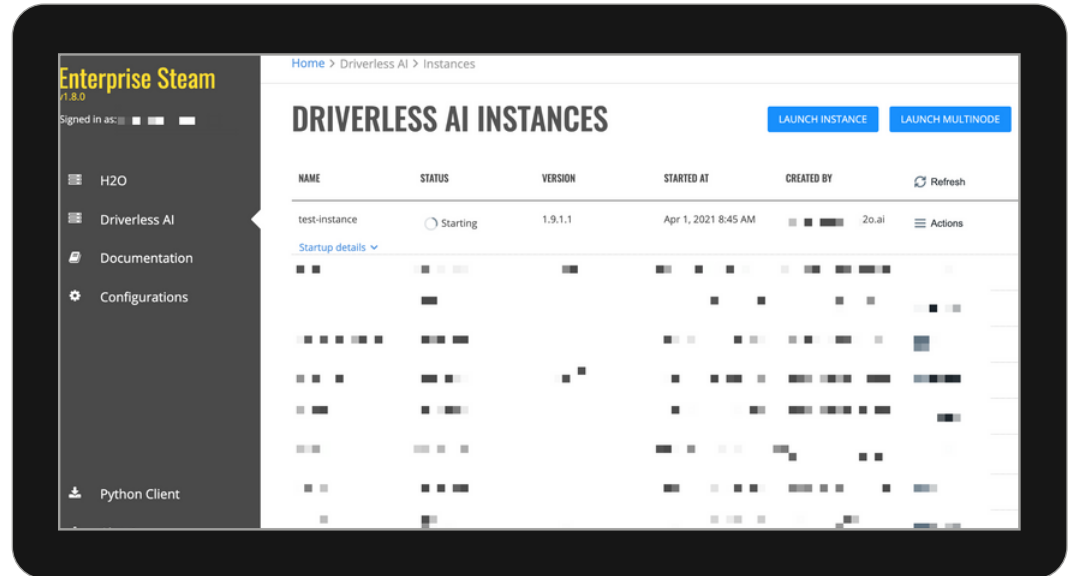 Enterprise Steam
v1.8.0
Signed in as:
H2O
Driverless AI
Documentation
Configurations
Python Client
Home > Driverless AI > Instances
DRIVERLESS AI INSTANCES
LAUNCH INSTANCE
LAUNCH MULTINODE
NAME STATUS VERSION STARTED AT CREATED BY Refresh
test-instance Starting 1.9.1.1 Apr 1, 2021 8:45 AM 2o.ai Actions
Startup details